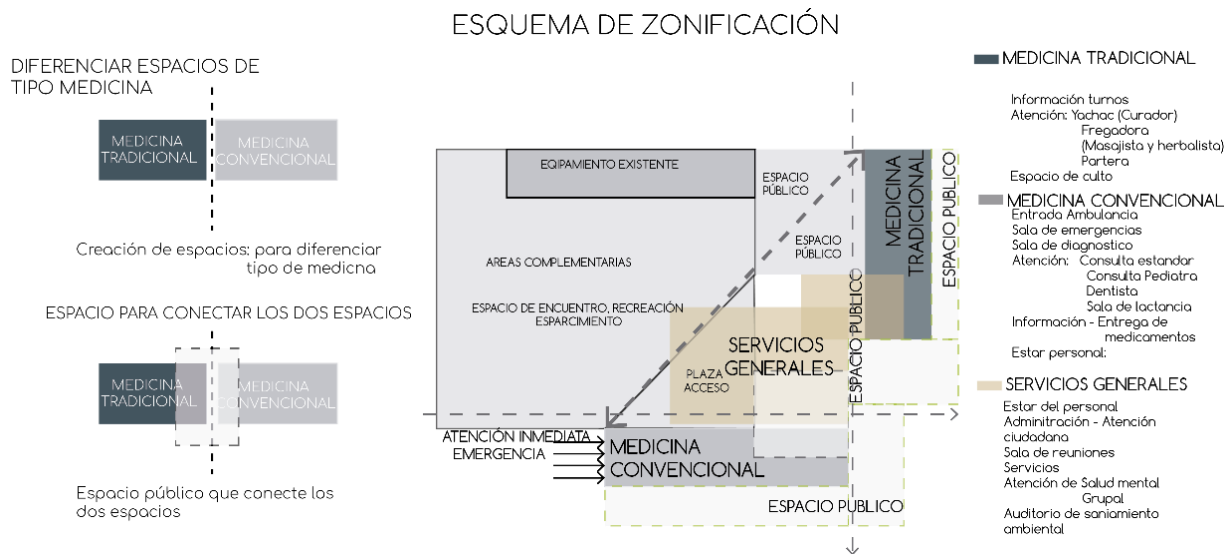 ESQUEMA DE ZONIFICACIÓN
DIFERENCIAR ESPACIOS DE
TIPO MEDICINA
MEDICINA
TRADICIONAL
MEDICINA
CONVENCIONAL
Creación de espacios: para diferenciar
tipo de medicna
ESPACIO PARA CONECTAR LOS DOS ESPACIOS
MEDICINA
TRADICIONAL
MEDICINA
CONVENCIONAL
Espacio público que conecte los
dos espacios
EQIPAMIENTO EXISTENTE
ESPACIO
PÚBLICO
ESPACIO
PÚBLICO
AREAS COMPLEMENTARIAS
ESPACIO DE ENCUENTRO, RECREACIÓN
ESPARCIMIENTO
MEDICINA
TRADICIONAL
ESPACIO PUBLICO
ESPACIO PUBLICO
SERVICIOS
GENERALES
PLAZA
ACCESO
ATENCIÓN INMEDIATA
EMERGENCIA
MEDICINA
CONVENCIONAL
ESPACIO PUBLICO
MEDICINA TRADICIONAL
Información turnos
Atención: Yachac (Curador)
Fregadora
(Masajista y herbalista)
Partera
Espacio de culto
MEDICINA CONVENCIONAL
Entrada Ambulancia
Sala de emergencias
Sala de diagnostico
Atención: Consulta estandar
Consulta Pediatra
Dentista
Sala de lactancia
Información - Entrega de
medicamentos
Estar personal:
SERVICIOS GENERALES
Estar del personal
Adminitración - Atención
ciudadana
Sala de reuniones
Servicios
Atención de Salud mental
Grupal
Auditorio de saniamiento
ambiental